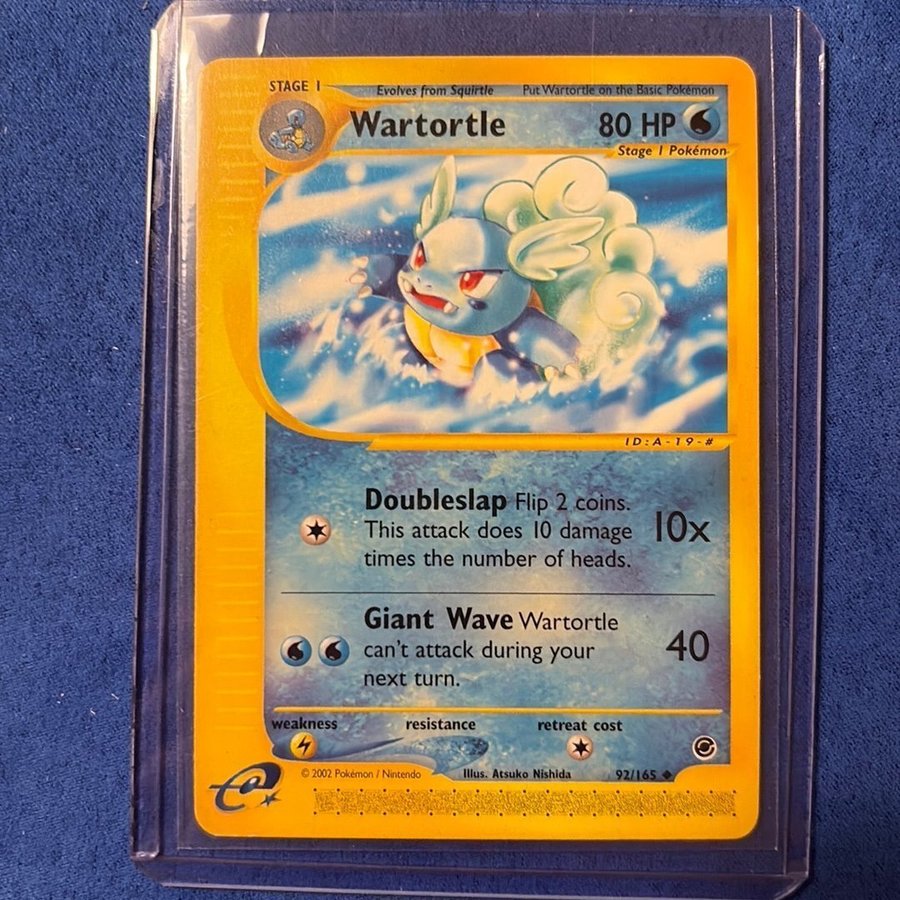 STAGE 1 Evolves from Squirtle Put Wartortle on the Basic Pokémon
Wartortle 80 HP
Stage 1 Pokémon
ID:A-19-#
Doubleslap Flip 2 coins.
This attack does 10 damage 10x
times the number of heads.
Giant Wave Wartortle
can't attack during your 40
next turn.
weakness resistance retreat cost
© 2002 Pokémon / Nintendo Illus. Atsuko Nishida 92/165
e